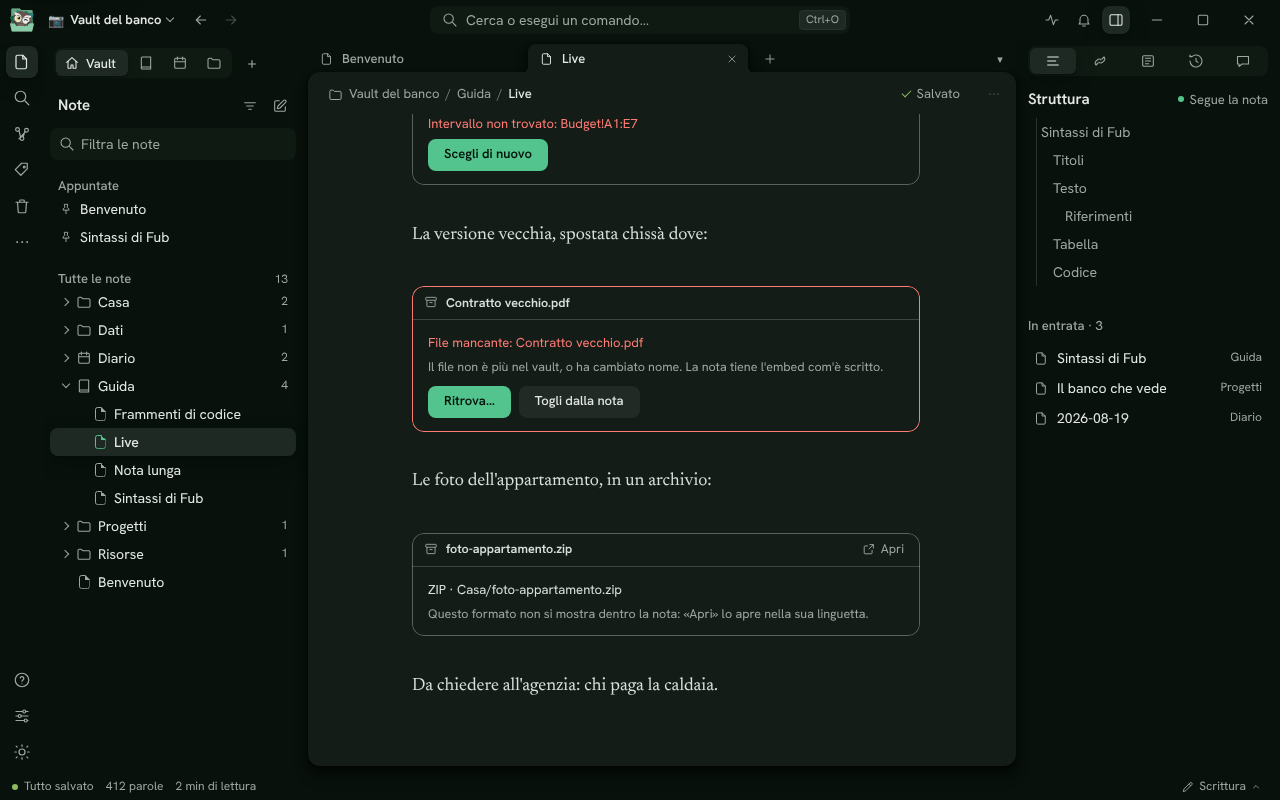 Vault del banco
Cerca o esegui un comando...
Ctrl+O
Vault
Note
Filtra le note
Appuntate
Benvenuto
Sintassi di Fub
Tutte le note 13
Casa 2
Dati 1
Diario 2
Guida 4
Frammenti di codice
Live
Nota lunga
Sintassi di Fub
Progetti 1
Risorse 1
Benvenuto
Benvenuto
Live
Vault del banco / Guida / Live
Salvato
Intervallo non trovato: Budget!A1:E7
Scegli di nuovo
La versione vecchia, spostata chissà dove:
Contratto vecchio.pdf
File mancante: Contratto vecchio.pdf
Il file non è più nel vault, o ha cambiato nome. La nota tiene l'embed com'è scritto.
Ritrova...
Togli dalla nota
Le foto dell'appartamento, in un archivio:
foto-appartamento.zip
Apri
ZIP · Casa/foto-appartamento.zip
Questo formato non si mostra dentro la nota: «Apri» lo apre nella sua linguetta.
Da chiedere all'agenzia: chi paga la caldaia.
Struttura
Segue la nota
Sintassi di Fub
Titoli
Testo
Riferimenti
Tabella
Codice
In entrata · 3
Sintassi di Fub Guida
Il banco che vede Progetti
2026-08-19 Diario
Tutto salvato 412 parole 2 min di lettura
Scrittura